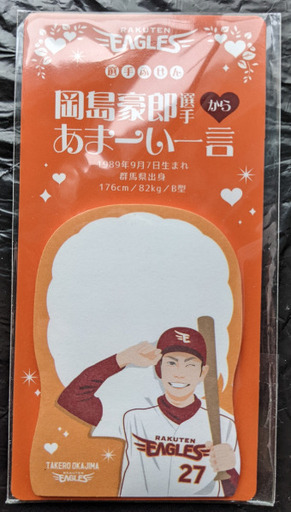 RAKUTEN
EAGLES
選手ふせん
岡島豪郎選手から
あまーい一言
1989年9月7日生まれ
群馬県出身
176cm/82kg/B型
RAKUTEN
EAGLES
27
TAKERO OKAJIMA
RAKUTEN
EAGLES